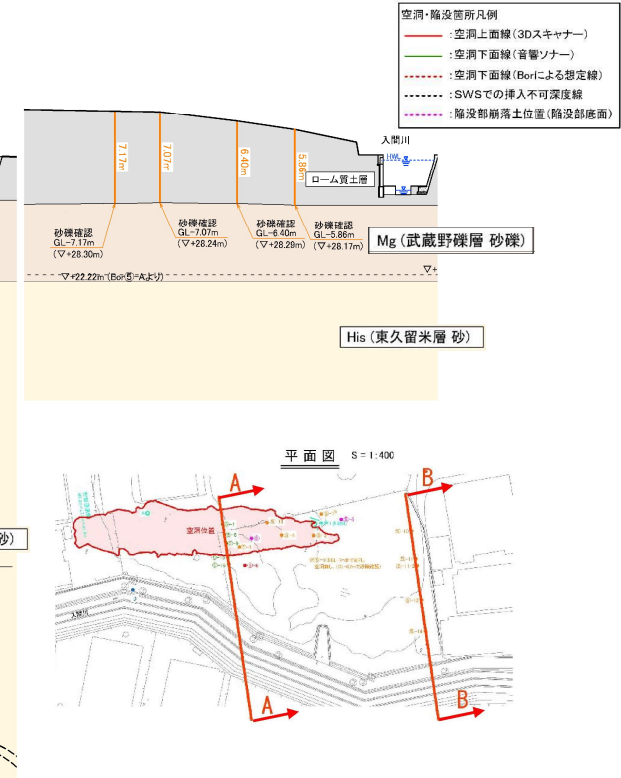 空洞・陥没箇所凡例
:空洞上面線(3Dスキャナー)
:空洞下面線(音響ソナー)
:空洞下面線(Borによる想定線)
:SWSでの挿入不可深度線
:陥没部崩落土位置(陥没部底面)
入間川
HWL
7.17m
7.07m
6.40m
5.86m
ローム質土層
砂礫確認
GL-7.17m
(▽+28.30m)
砂礫確認
GL-7.07m
(▽+28.24m)
砂礫確認
GL-6.40m
(▽+28.29m)
砂礫確認
GL-5.86m
(▽+28.17m)
Mg(武蔵野礫層 砂礫)
▽+22.22m(Bor⑤-Aより)
▽+
His(東久留米層 砂)
砂)
平面図 S=1:400
A
B
空洞位置
入間川
A
B